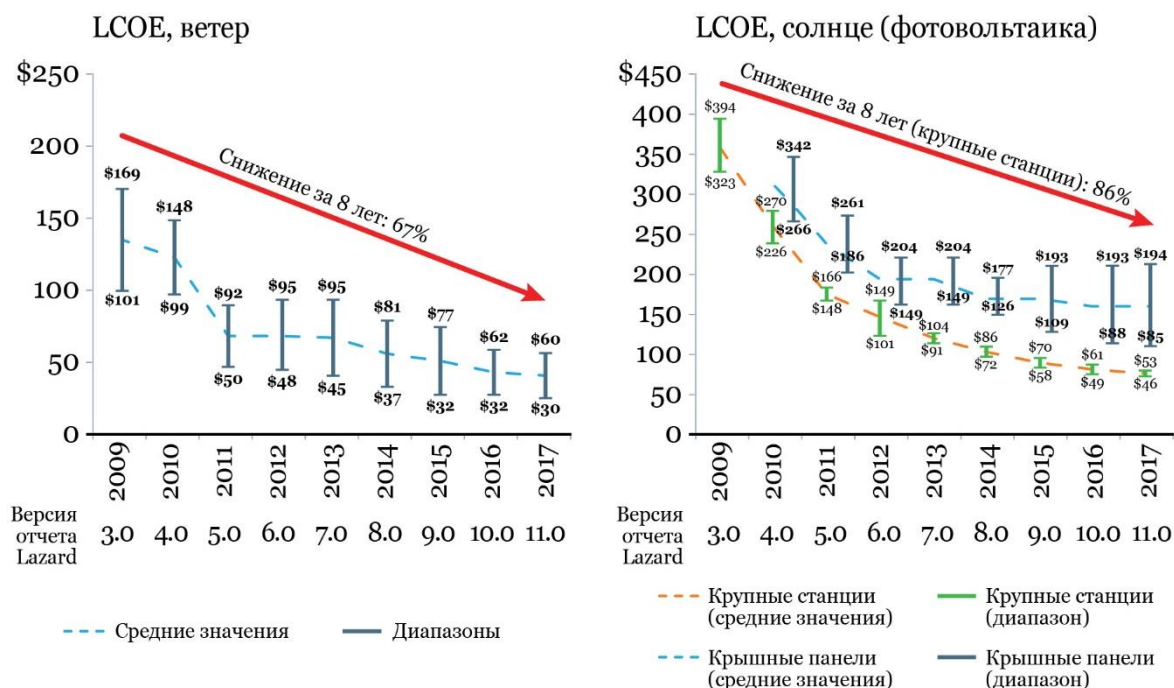 LCOE, ветер
$250
200
150
100
50
0
Снижение за 8 лет: 67%
$169
$101
$148
$99
$92
$50
$95
$48
$95
$45
$81
$37
$77
$32
$62
$32
$60
$30
2009 2010 2011 2012 2013 2014 2015 2016 2017
Версия
отчета
Lazard
3.0 4.0 5.0 6.0 7.0 8.0 9.0 10.0 11.0
Средние значения
Диапазоны
LCOE, солнце (фотовольтаика)
$450
400
350
300
250
200
150
100
50
0
Снижение за 8 лет (крупные станции): 86%
$394
$323
$270
$226
$342
$266
$166
$148
$261
$186
$149
$101
$204
$149
$104
$91
$204
$149
$86
$72
$177
$126
$70
$58
$193
$109
$61
$49
$193
$88
$53
$46
$194
$85
2009 2010 2011 2012 2013 2014 2015 2016 2017
Версия
отчета
Lazard
3.0 4.0 5.0 6.0 7.0 8.0 9.0 10.0 11.0
Крупные станции
(средние значения)
Крупные станции
(диапазон)
Крышные панели
(средние значения)
Крышные панели
(диапазон)